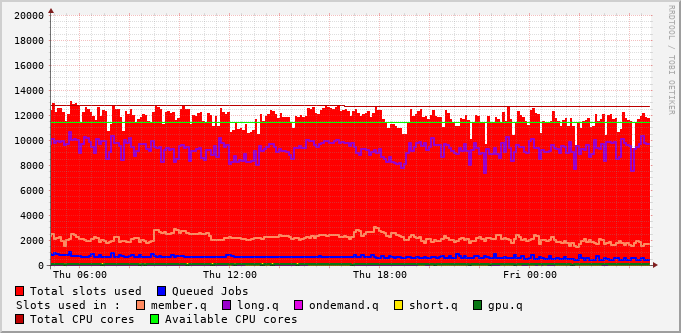 20000
18000
16000
14000
12000
10000
8000
6000
4000
2000
0
Thu 06:00 Thu 12:00 Thu 18:00 Fri 00:00
RRDTOOL / TOBI OETIKER
Total slots used Queued Jobs
Slots used in : member.q long.q ondemand.q short.q gpu.q
Total CPU cores Available CPU cores